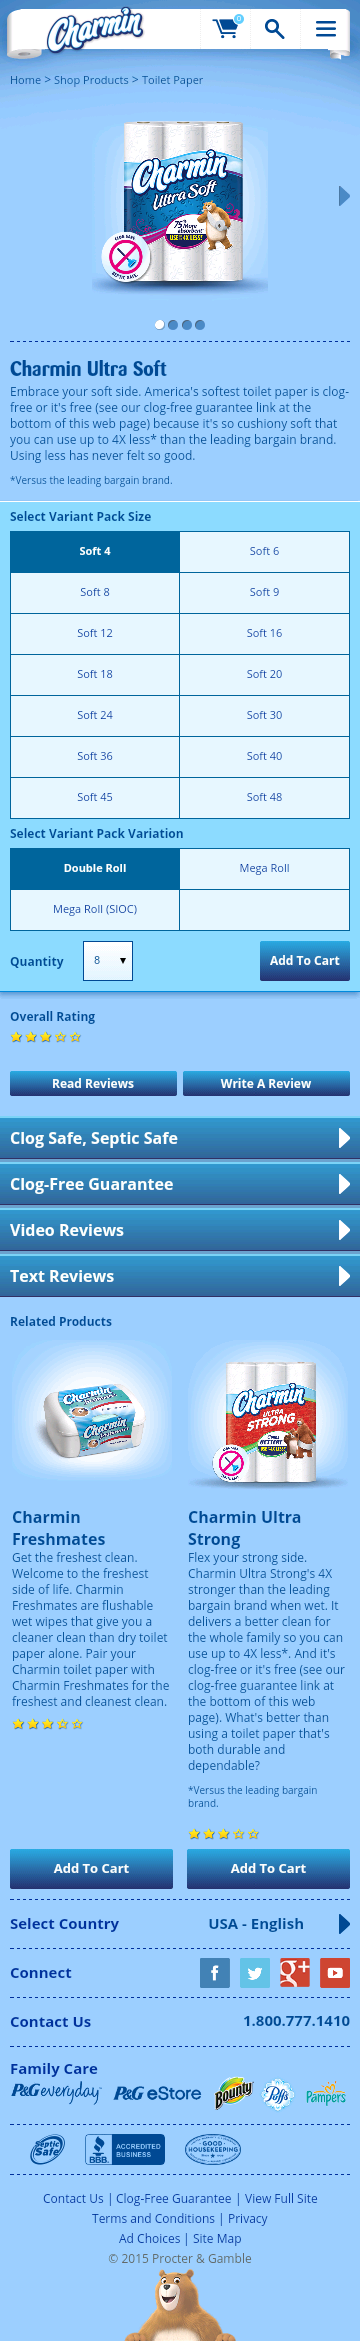 Charmin
0
Home > Shop Products > Toilet Paper
Charmin
Ultra Soft
75% More
absorbent*
USE 4X LESS!
CLOG SAFE
SEPTIC SAFE
Charmin Ultra Soft
Embrace your soft side. America's softest toilet paper is clog-
free or it's free (see our clog-free guarantee link at the
bottom of this web page) because it's so cushiony soft that
you can use up to 4X less* than the leading bargain brand.
Using less has never felt so good.
*Versus the leading bargain brand.
Select Variant Pack Size
Soft 4 Soft 6
Soft 8 Soft 9
Soft 12 Soft 16
Soft 18 Soft 20
Soft 24 Soft 30
Soft 36 Soft 40
Soft 45 Soft 48
Select Variant Pack Variation
Double Roll Mega Roll
Mega Roll (SIOC)
Quantity 8 Add To Cart
Overall Rating
Read Reviews Write A Review
Clog Safe, Septic Safe
Clog-Free Guarantee
Video Reviews
Text Reviews
Related Products
Charmin
Charmin
Charmin
ULTRA
STRONG
Charmin
Freshmates
Get the freshest clean.
Welcome to the freshest
side of life. Charmin
Freshmates are flushable
wet wipes that give you a
cleaner clean than dry toilet
paper alone. Pair your
Charmin toilet paper with
Charmin Freshmates for the
freshest and cleanest clean.
Charmin Ultra
Strong
Flex your strong side.
Charmin Ultra Strong's 4X
stronger than the leading
bargain brand when wet. It
delivers a better clean for
the whole family so you can
use up to 4X less*. And it's
clog-free or it's free (see our
clog-free guarantee link at
the bottom of this web
page). What's better than
using a toilet paper that's
both durable and
dependable?
*Versus the leading bargain
brand.
Add To Cart Add To Cart
Select Country USA - English
Connect f g+
Contact Us 1.800.777.1410
Family Care
P&G everyday P&G eStore Bounty Puffs Pampers
Septic Safe BBB. ACCREDITED BUSINESS GOOD HOUSEKEEPING
Contact Us | Clog-Free Guarantee | View Full Site
Terms and Conditions | Privacy
Ad Choices | Site Map
© 2015 Procter & Gamble